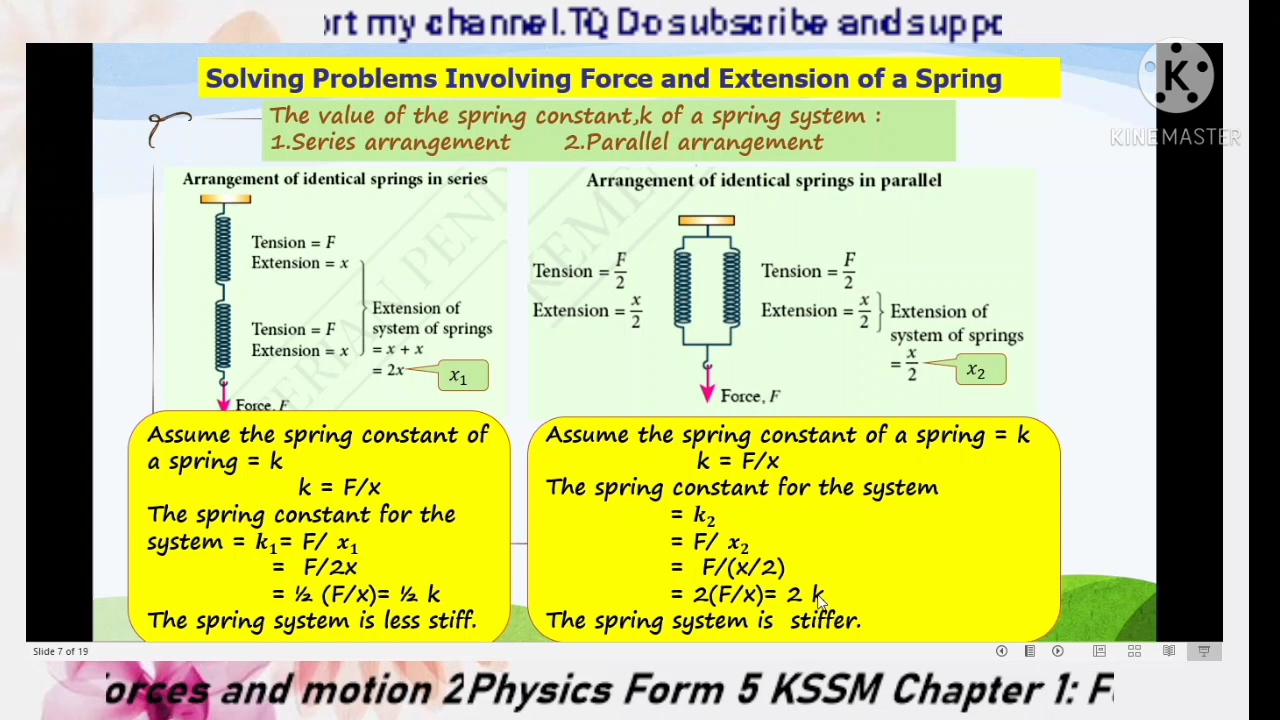 ort my channel.TQ Do subscribe and suppo
Solving Problems Involving Force and Extension of a Spring
K
KINEMASTER
The value of the spring constant,k of a spring system :
1.Series arrangement 2.Parallel arrangement
Arrangement of identical springs in series
Tension = F
Extension = x
Tension = F
Extension = x
Extension of
system of springs
= x + x
= 2x
x₁
Force, F
Arrangement of identical springs in parallel
Tension = F/2
Extension = x/2
Tension = F/2
Extension = x/2
Extension of
system of springs
= x/2
x₂
Force, F
Assume the spring constant of
a spring = k
k = F/x
The spring constant for the
system = k₁= F/ x₁
= F/2x
= ½ (F/x)= ½ k
The spring system is less stiff.
Assume the spring constant of a spring = k
k = F/x
The spring constant for the system
= k₂
= F/ x₂
= F/(x/2)
= 2(F/x)= 2 k
The spring system is stiffer.
Slide 7 of 19
orces and motion 2Physics Form 5 KSSM Chapter 1: F